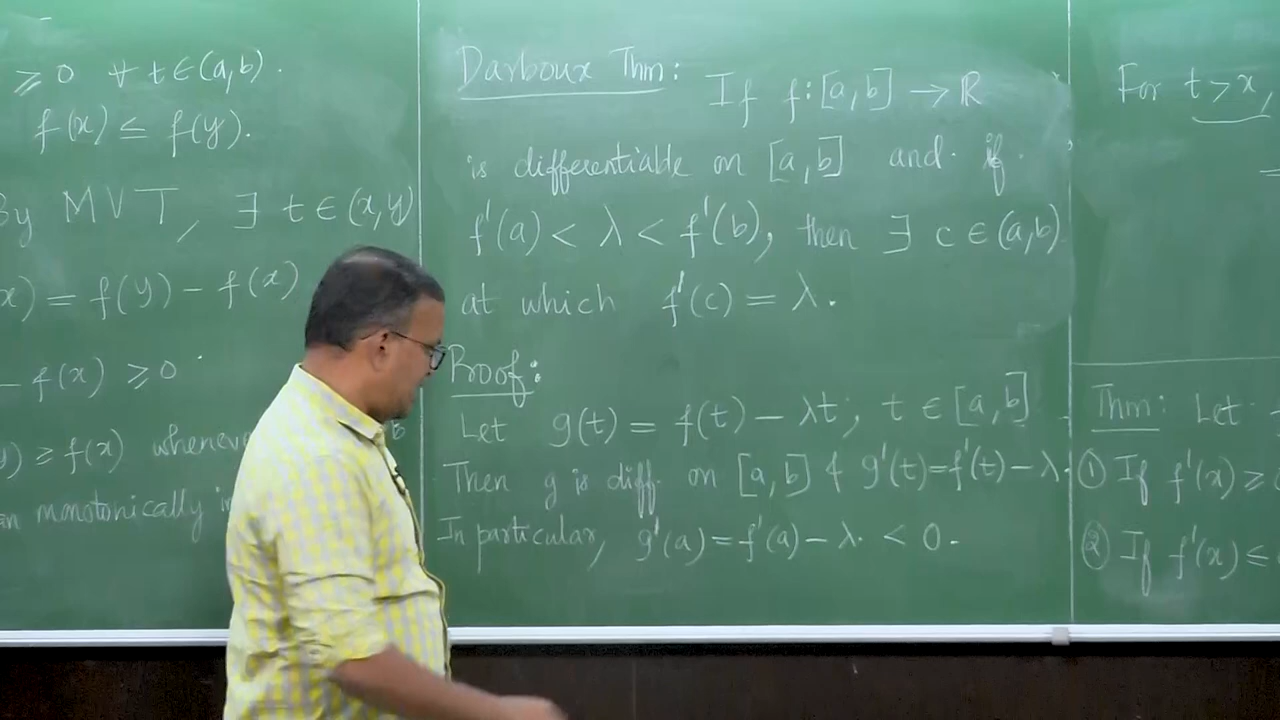 ≥ 0 ∀ t ∈ (a,b).
f(x) ≤ f(y).
By MVT, ∃ t ∈ (x,y)
x) = f(y) − f(x)
− f(x) ≥ 0
y) ≥ f(x)
monotonically
Darboux Thm: If f:[a,b] → R
is differentiable on [a,b] and if
f'(a) < λ < f'(b), then ∃ c ∈ (a,b)
at which f'(c) = λ.
Proof:
Let g(t) = f(t) − λt, t ∈ [a,b]
Then g is diff. on [a,b] & g'(t)=f'(t) − λ.
In particular, g'(a) = f'(a) − λ. < 0.
For t > x,
=
Thm: Let
① If f'(x) ≥
② If f'(x) ≤